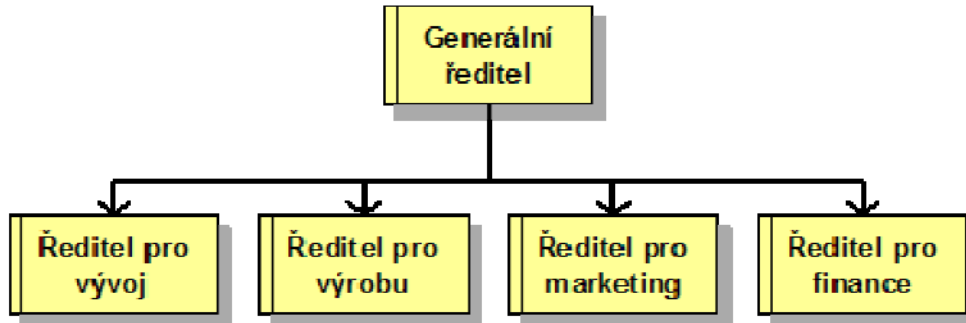 Generální
ředitel
Ředitel pro
vývoj
Ředitel pro
výrobu
Ředitel pro
marketing
Ředitel pro
finance